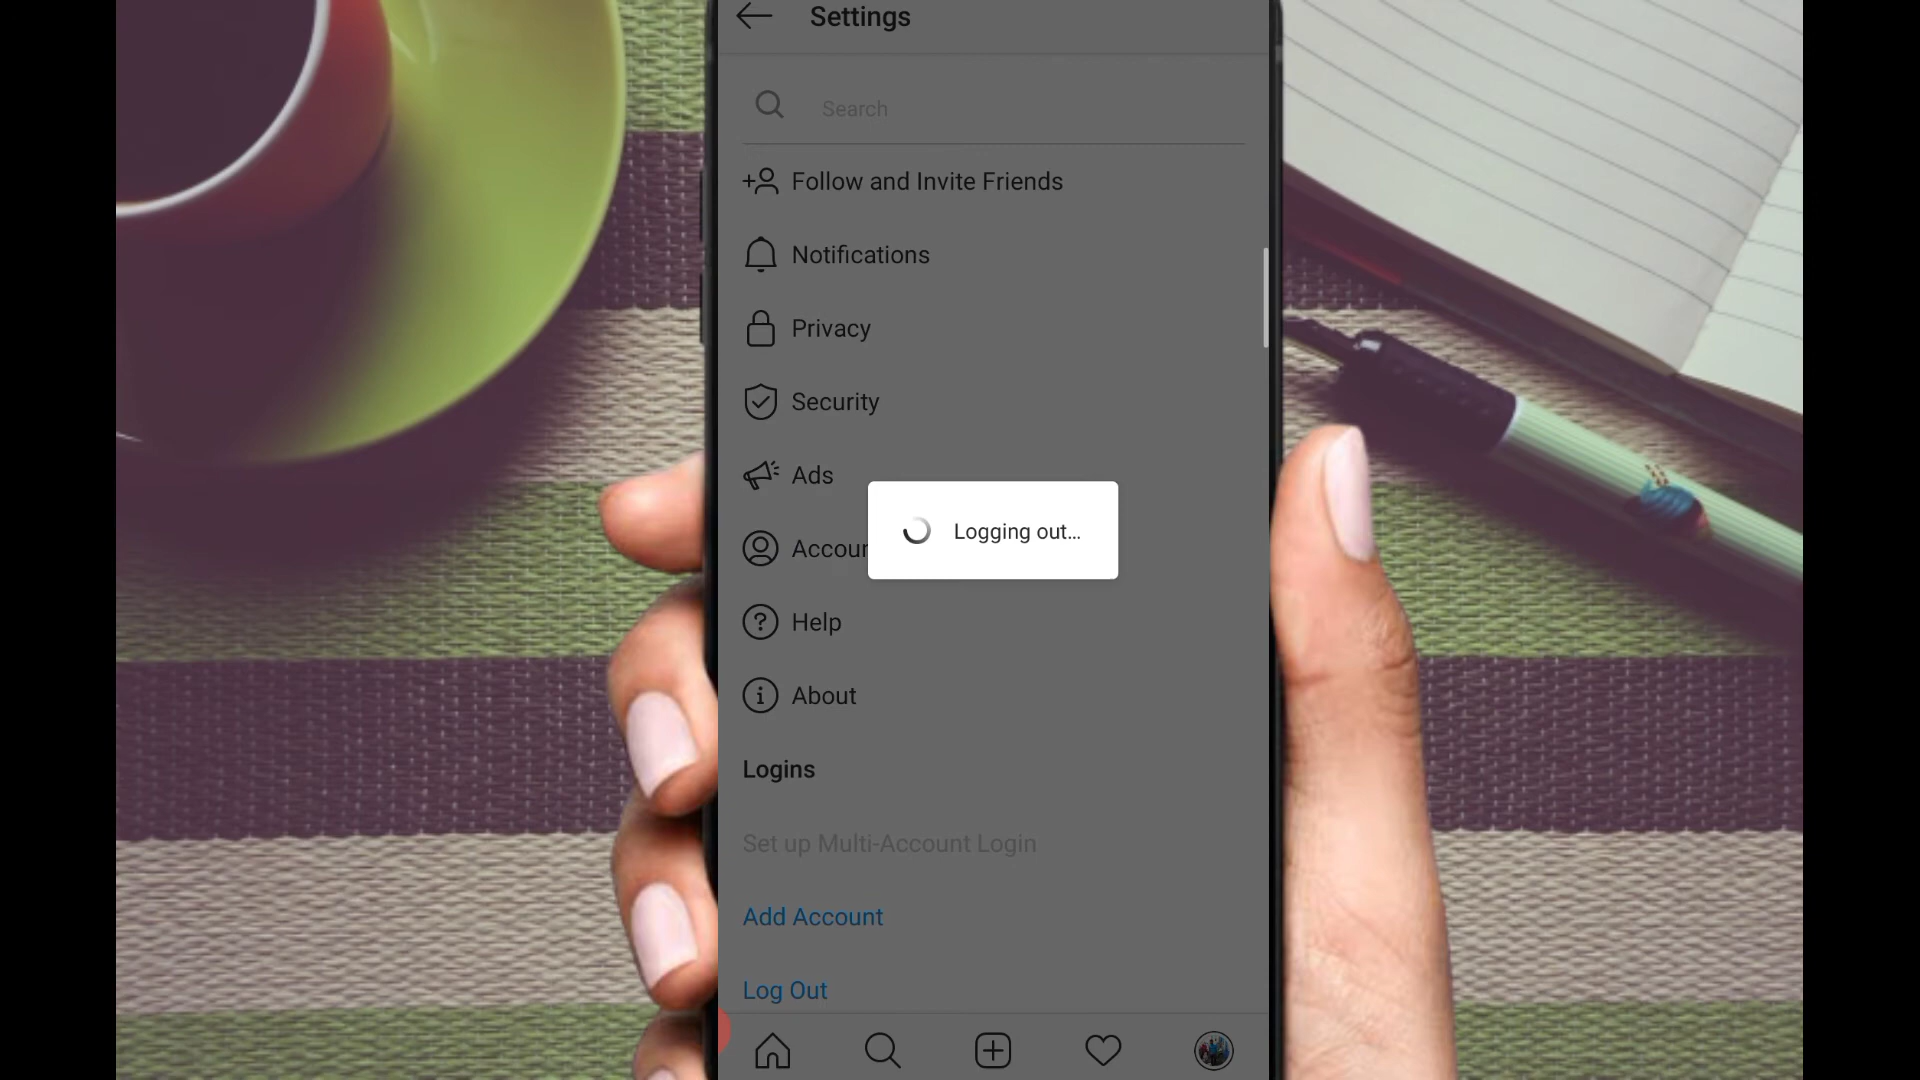 Settings
Search
Follow and Invite Friends
Notifications
Privacy
Security
Ads
Logging out...
Accoun
Help
About
Logins
Set up Multi-Account Login
Add Account
Log Out